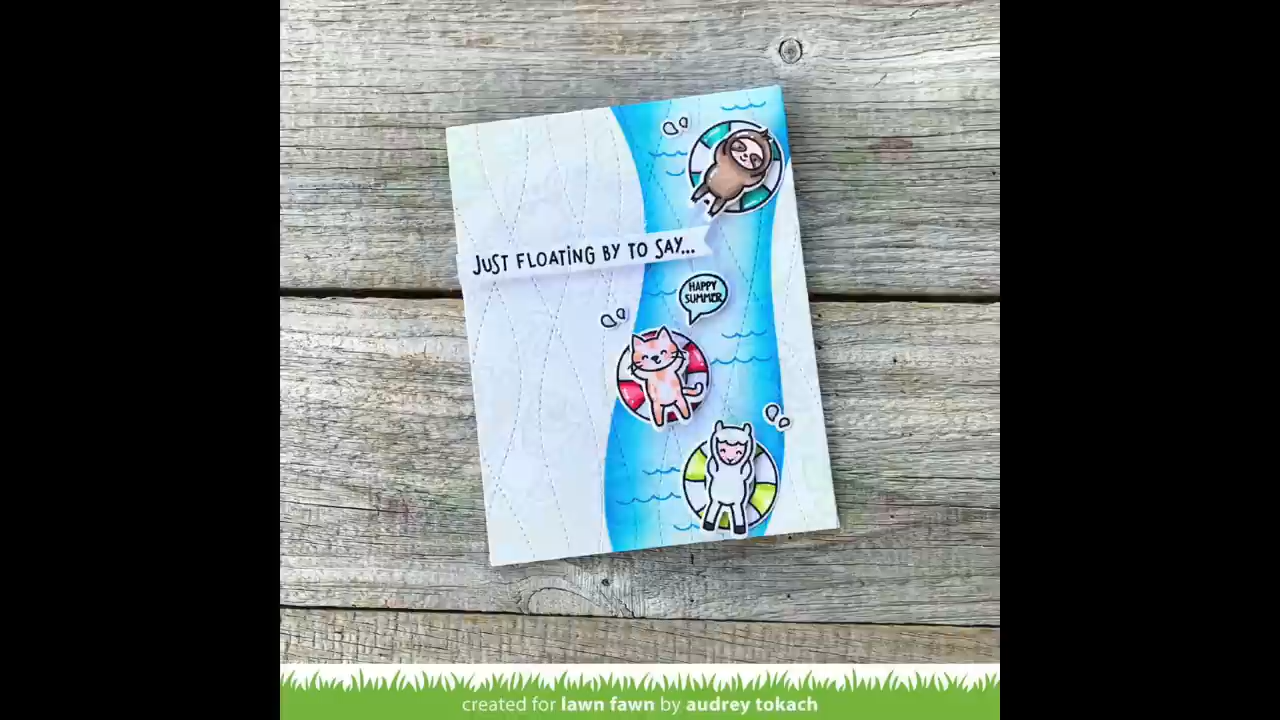 JUST FLOATING BY TO SAY...
HAPPY
SUMMER
created for lawn fawn by audrey tokach